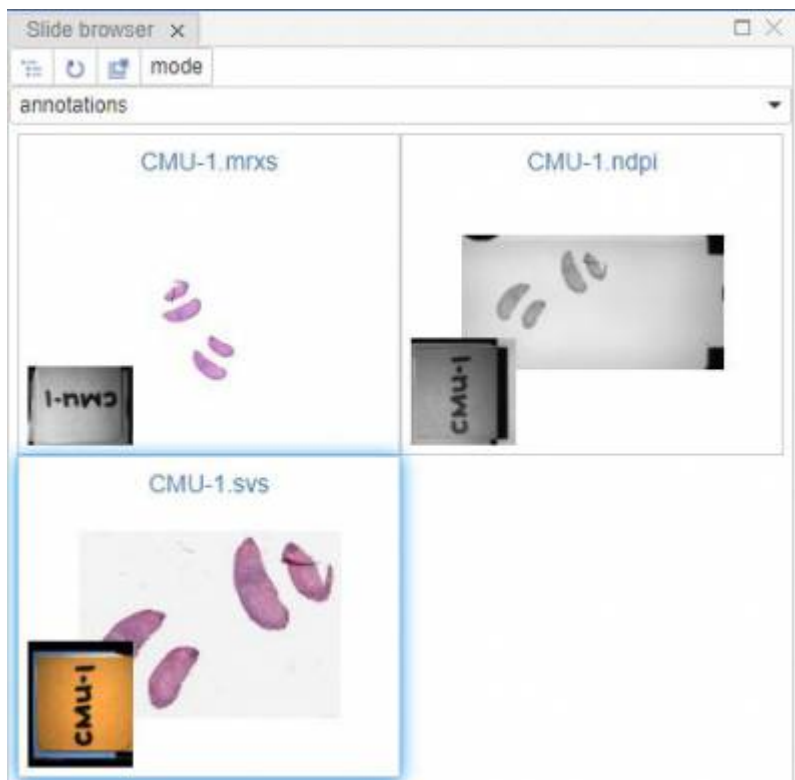 Slide browser
mode
annotations
CMU-1.mrxs
CMU-1.ndpi
CMU-1
CMU-1
CMU-1.svs
CMU-1